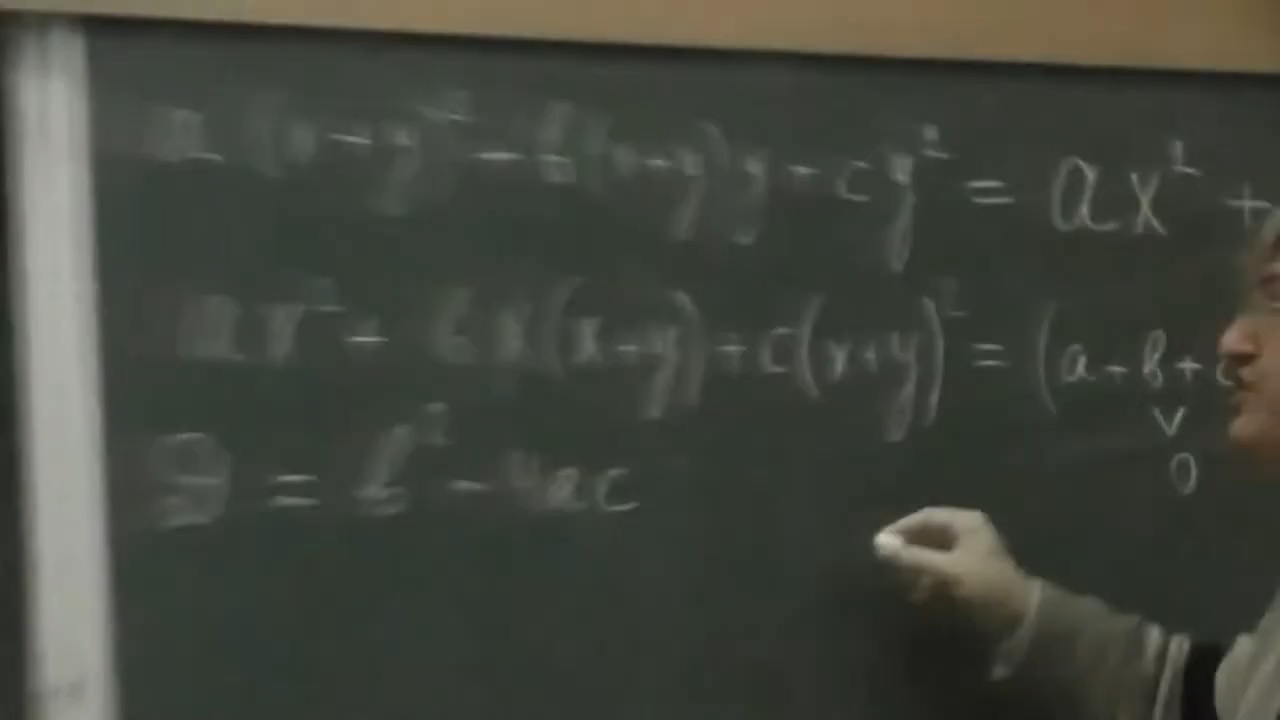 a(x+y)² - b(x+y)y + cy² = ax² +
ax² + bx(x+y) + c(x+y)² = (a + b + c
∨
0
D = b² - 4ac